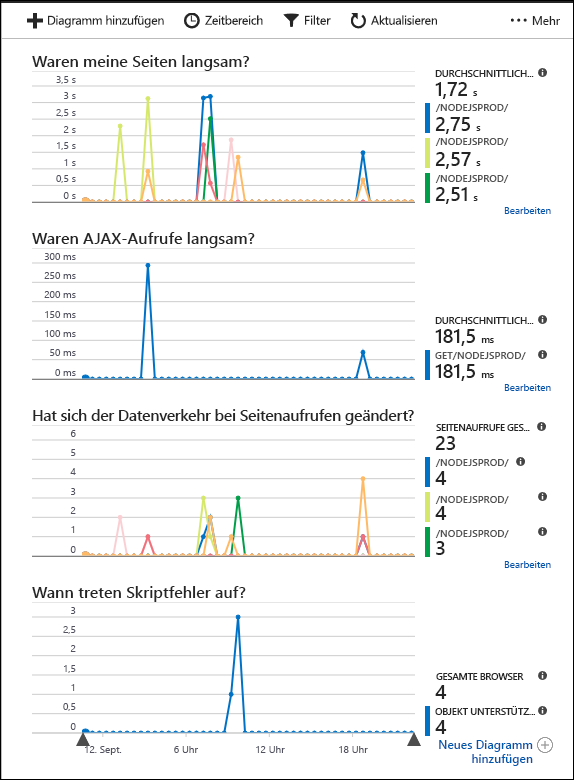 Diagramm hinzufügen Zeitbereich Filter Aktualisieren Mehr
Waren meine Seiten langsam?
3,5 s
3 s
2,5 s
2 s
1,5 s
1 s
0,5 s
0 s
DURCHSCHNITTLICH...
1,72 s
/NODEJSPROD/
2,75 s
/NODEJSPROD/
2,57 s
/NODEJSPROD/
2,51 s
Bearbeiten
Waren AJAX-Aufrufe langsam?
300 ms
250 ms
200 ms
150 ms
100 ms
50 ms
0 ms
DURCHSCHNITTLICH...
181,5 ms
GET/NODEJSPROD/
181,5 ms
Bearbeiten
Hat sich der Datenverkehr bei Seitenaufrufen geändert?
6
5
4
3
2
1
0
SEITENAUFRUFE GES...
23
/NODEJSPROD/
4
/NODEJSPROD/
4
/NODEJSPROD/
3
Bearbeiten
Wann treten Skriptfehler auf?
3
2,5
2
1,5
1
0,5
0
12. Sept. 6 Uhr 12 Uhr 18 Uhr
GESAMTE BROWSER
4
OBJEKT UNTERSTÜTZ...
4
Neues Diagramm
hinzufügen